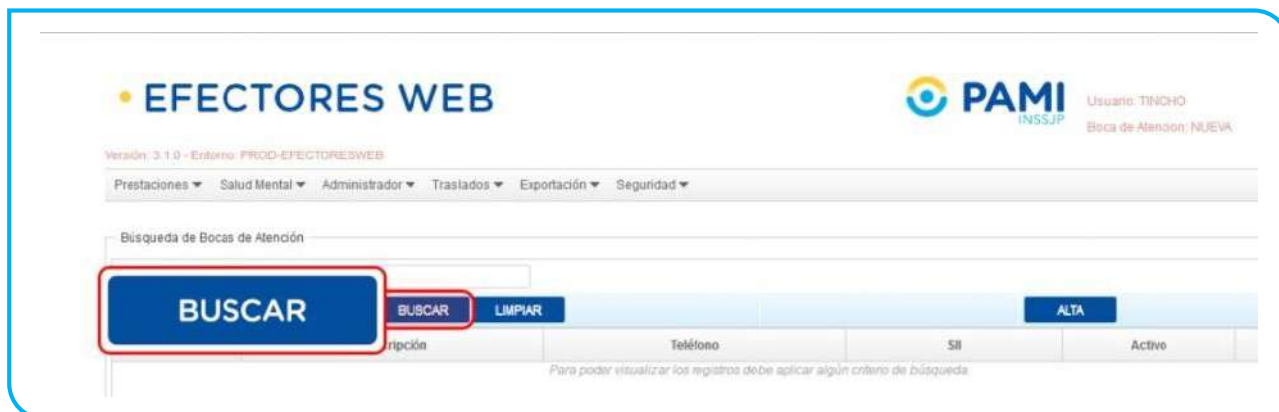 • EFECTORES WEB
PAMI
INSSJP
Usuario: TINCHO
Boca de Atencion: NUEVA
Versión: 3.1.0 - Entorno: PROD-EFECTORESWEB
Prestaciones Salud Mental Administrador Traslados Exportación Seguridad
Búsqueda de Bocas de Atención
BUSCAR BUSCAR LIMPIAR ALTA
ripción Teléfono SII Activo
Para poder visualizar los registros debe aplicar algún criterio de búsqueda